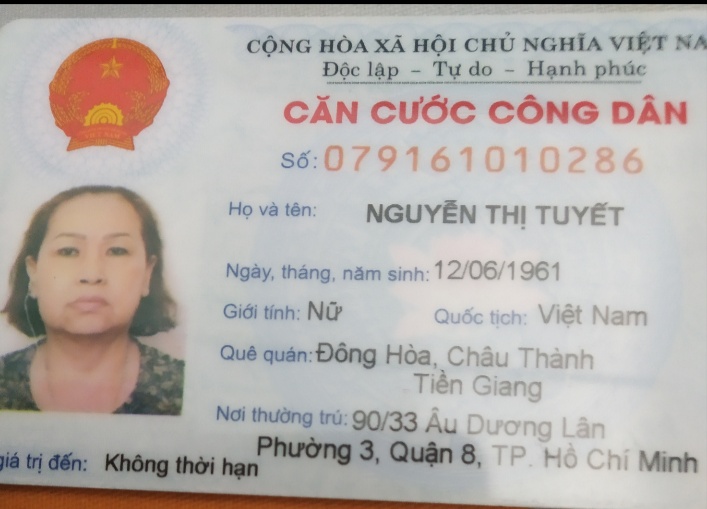 CỘNG HÒA XÃ HỘI CHỦ NGHĨA VIỆT NA
Độc lập – Tự do – Hạnh phúc
CĂN CƯỚC CÔNG DÂN
Số: 079161010286
Họ và tên: NGUYỄN THỊ TUYẾT
Ngày, tháng, năm sinh: 12/06/1961
Giới tính: Nữ Quốc tịch: Việt Nam
Quê quán: Đông Hòa, Châu Thành
Tiền Giang
Nơi thường trú: 90/33 Âu Dương Lân
Phường 3, Quận 8, TP. Hồ Chí Minh
giá trị đến: Không thời hạn